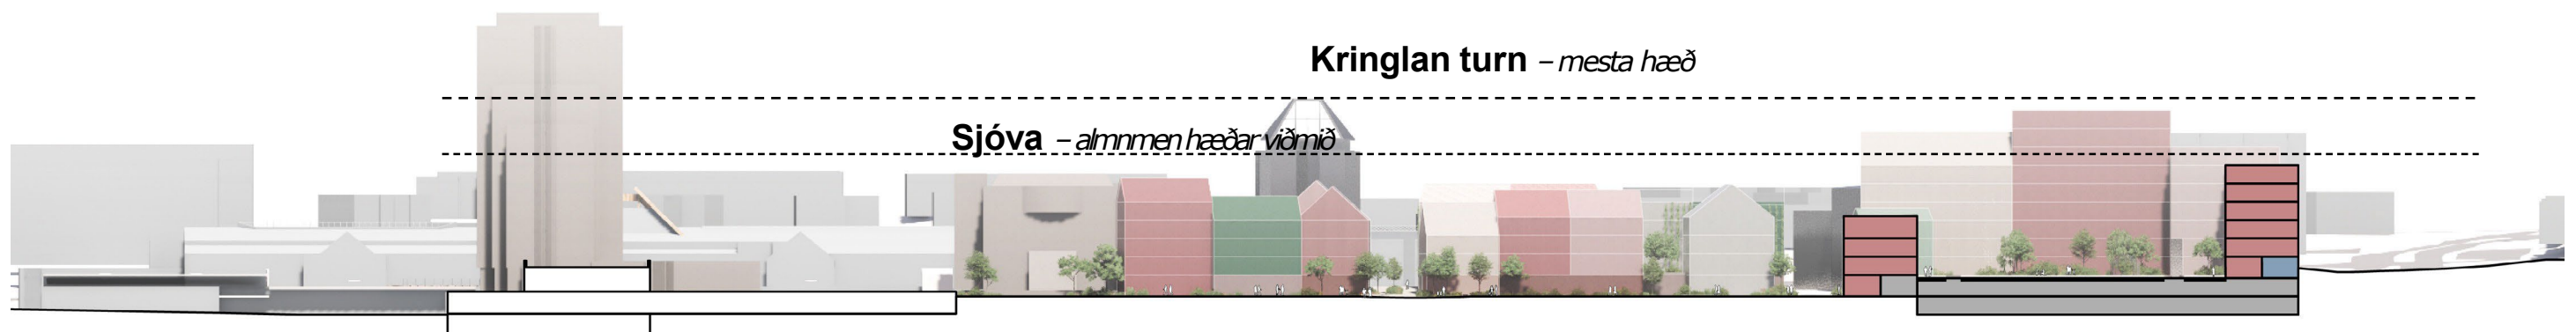 Kringlan turn – mesta hæð
Sjóva – almnmen hæðar viðmið